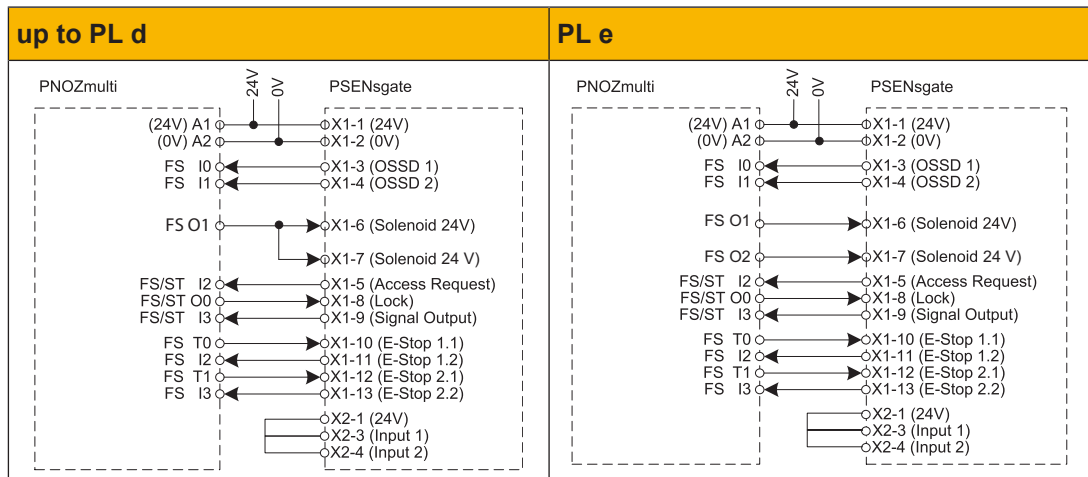 up to PL d
PNOZmulti
24V
0V
PSENsgate
(24V) A1
X1-1 (24V)
(0V) A2
X1-2 (0V)
FS I0
X1-3 (OSSD 1)
FS I1
X1-4 (OSSD 2)
FS O1
X1-6 (Solenoid 24V)
X1-7 (Solenoid 24 V)
FS/ST I2
X1-5 (Access Request)
FS/ST O0
X1-8 (Lock)
FS/ST I3
X1-9 (Signal Output)
FS T0
X1-10 (E-Stop 1.1)
FS I2
X1-11 (E-Stop 1.2)
FS T1
X1-12 (E-Stop 2.1)
FS I3
X1-13 (E-Stop 2.2)
X2-1 (24V)
X2-3 (Input 1)
X2-4 (Input 2)
PL e
PNOZmulti
24V
0V
PSENsgate
(24V) A1
X1-1 (24V)
(0V) A2
X1-2 (0V)
FS I0
X1-3 (OSSD 1)
FS I1
X1-4 (OSSD 2)
FS O1
X1-6 (Solenoid 24V)
FS O2
X1-7 (Solenoid 24 V)
FS/ST I2
X1-5 (Access Request)
FS/ST O0
X1-8 (Lock)
FS/ST I3
X1-9 (Signal Output)
FS T0
X1-10 (E-Stop 1.1)
FS I2
X1-11 (E-Stop 1.2)
FS T1
X1-12 (E-Stop 2.1)
FS I3
X1-13 (E-Stop 2.2)
X2-1 (24V)
X2-3 (Input 1)
X2-4 (Input 2)